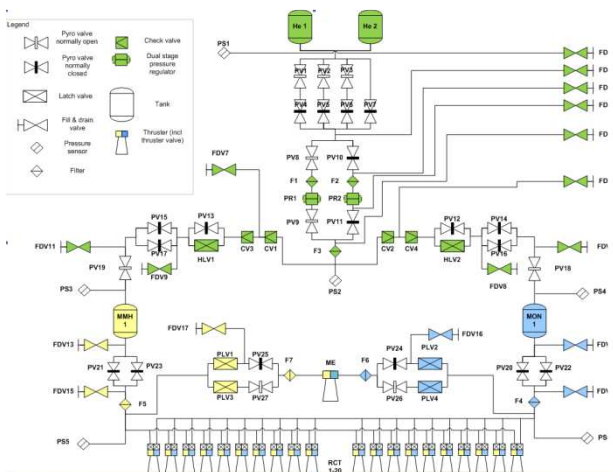 Legend
Pyro valve
normally open
Check valve
Pyro valve
normally
closed
Dual stage
pressure
regulator
Latch valve
Tank
Fill & drain
valve
Pressure
sensor
Thruster (incl
thruster valve)
Filter
He 1
He 2
PS1
FD
FD
FD
FD
FD
FD
PV1
PV2
PV3
PV4
PV5
PV6
PV7
PV8
PV10
F1
F2
PR1
PR2
PV9
PV11
F3
PS2
FDV7
PV15
PV13
PV12
PV14
FDV11
PV17
PV16
CV3
CV1
CV2
CV4
HLV1
HLV2
PV19
FDV9
PV18
PS3
PS4
MMH
1
MON
1
FDV13
FDV17
FDV16
PV21
PV23
PLV1
PV25
F7
ME
F6
PV24
PLV2
PV20
PV22
FDV15
PLV3
PV27
PV26
PLV4
F5
F4
PS5
PS
RCT
1-20